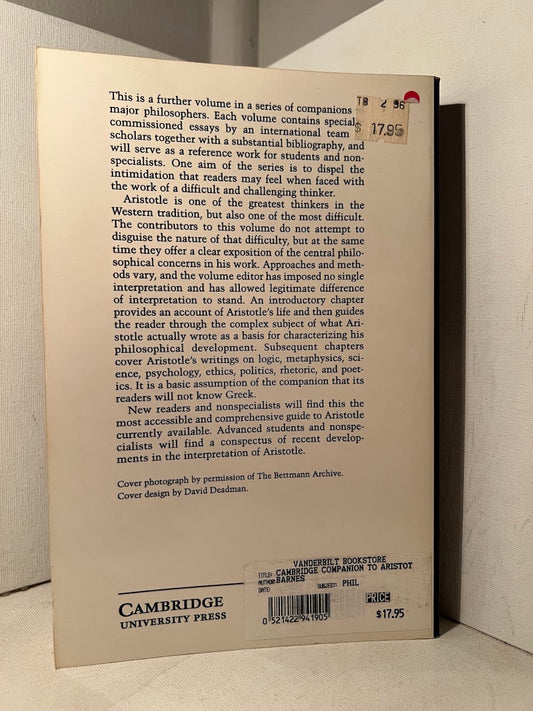 This is a further volume in a series of companions
major philosophers. Each volume contains special
commissioned essays by an international team
scholars together with a substantial bibliography, and
will serve as a reference work for students and non-
specialists. One aim of the series is to dispel the
intimidation that readers may feel when faced with
the work of a difficult and challenging thinker.
Aristotle is one of the greatest thinkers in the
Western tradition, but also one of the most difficult.
The contributors to this volume do not attempt to
disguise the nature of that difficulty, but at the same
time they offer a clear exposition of the central philo-
sophical concerns in his work. Approaches and meth-
ods vary, and the volume editor has imposed no single
interpretation and has allowed legitimate difference
of interpretation to stand. An introductory chapter
provides an account of Aristotle's life and then guides
the reader through the complex subject of what Ari-
stotle actually wrote as a basis for characterizing his
philosophical development. Subsequent chapters
cover Aristotle's writings on logic, metaphysics, sci-
ence, psychology, ethics, politics, rhetoric, and poet-
ics. It is a basic assumption of the companion that its
readers will not know Greek.
New readers and nonspecialists will find this the
most accessible and comprehensive guide to Aristotle
currently available. Advanced students and nonspe-
cialists will find a conspectus of recent develop-
ments in the interpretation of Aristotle.
Cover photograph by permission of The Bettmann Archive.
Cover design by David Deadman.
TB 2 96
$ 17.95
CAMBRIDGE
UNIVERSITY PRESS
VANDERBILT BOOKSTORE
TITLE: CAMBRIDGE COMPANION TO ARISTOT
AUTHOR: BARNES
DATE: SUBJECT: PHIL
PRICE
0 521422 941905
$17.95